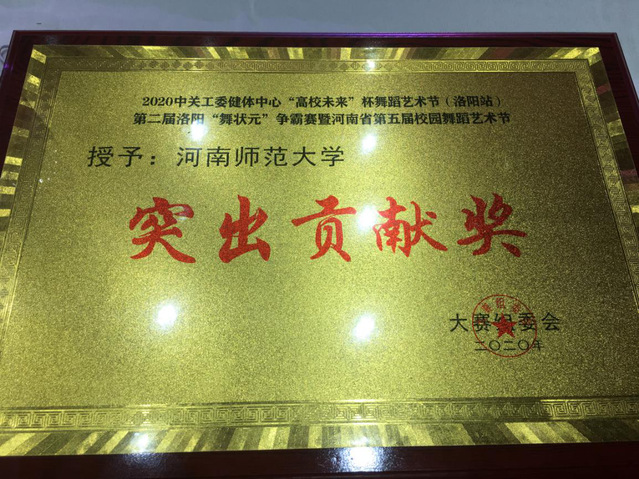 2020中关工委健体中心“高校未来”杯舞蹈艺术节（洛阳站）
第二届洛阳“舞状元”争霸赛暨河南省第五届校园舞蹈艺术节
授予：河南师范大学
突出贡献奖
大赛组委会
二〇二〇年